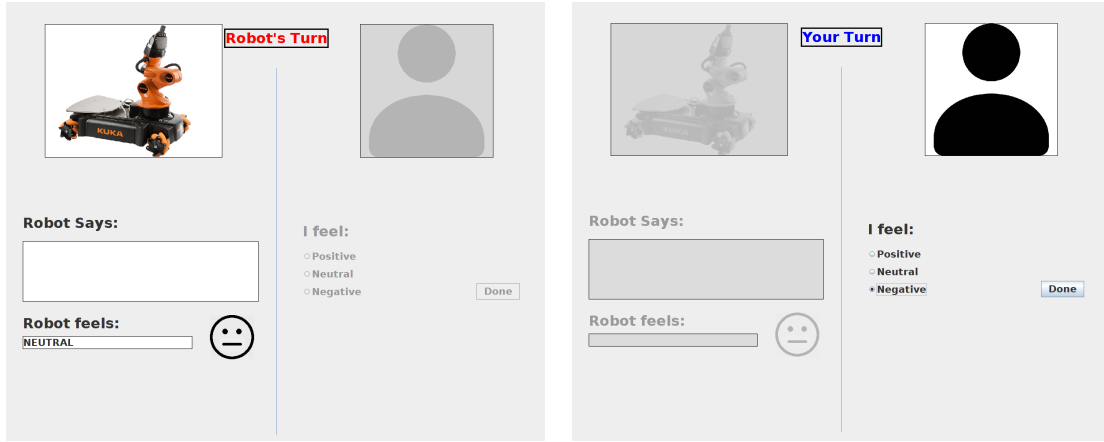 Robot's Turn
KUKA
Robot Says:
I feel:
Positive
Neutral
Negative
Done
Robot feels:
NEUTRAL
Your Turn
KUKA
Robot Says:
I feel:
Positive
Neutral
Negative
Done
Robot feels: